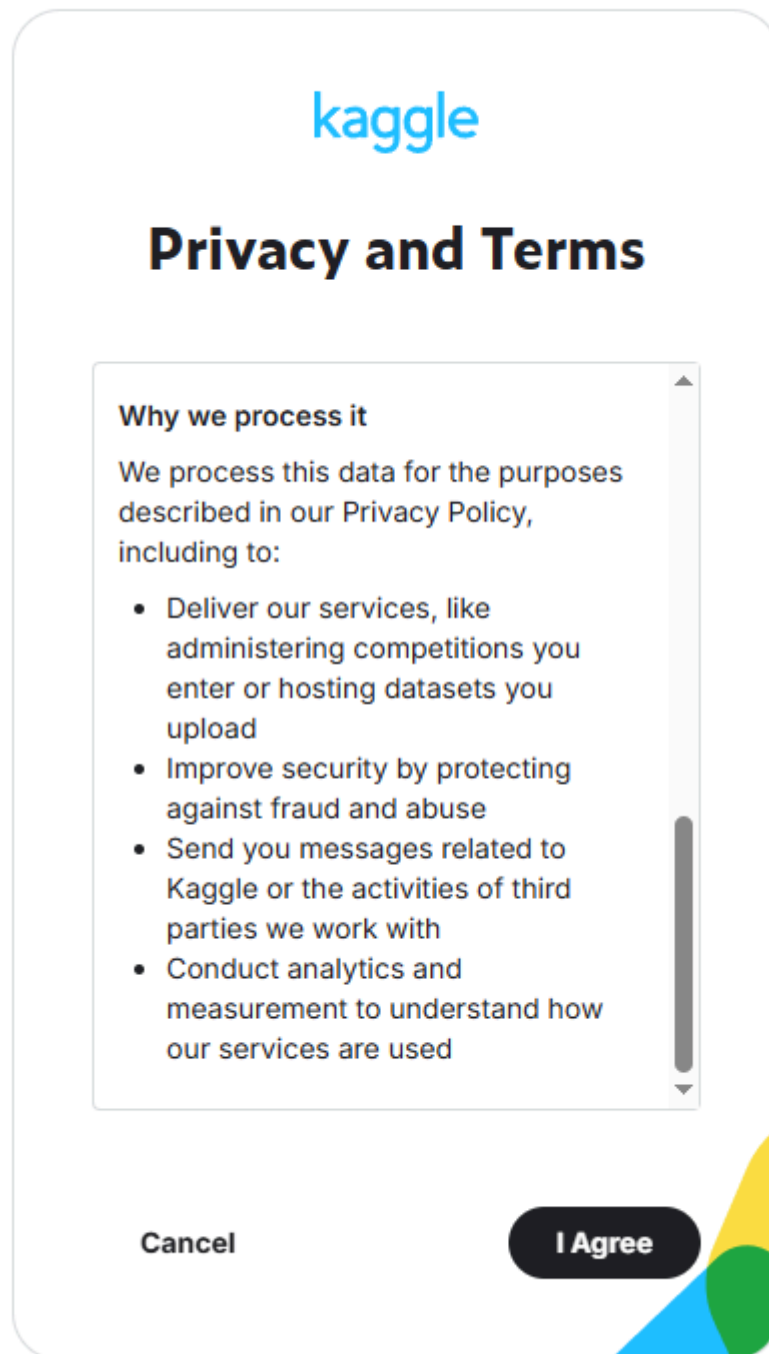 kaggle
Privacy and Terms
Why we process it
We process this data for the purposes
described in our Privacy Policy,
including to:
• Deliver our services, like
administering competitions you
enter or hosting datasets you
upload
• Improve security by protecting
against fraud and abuse
• Send you messages related to
Kaggle or the activities of third
parties we work with
• Conduct analytics and
measurement to understand how
our services are used
Cancel
I Agree